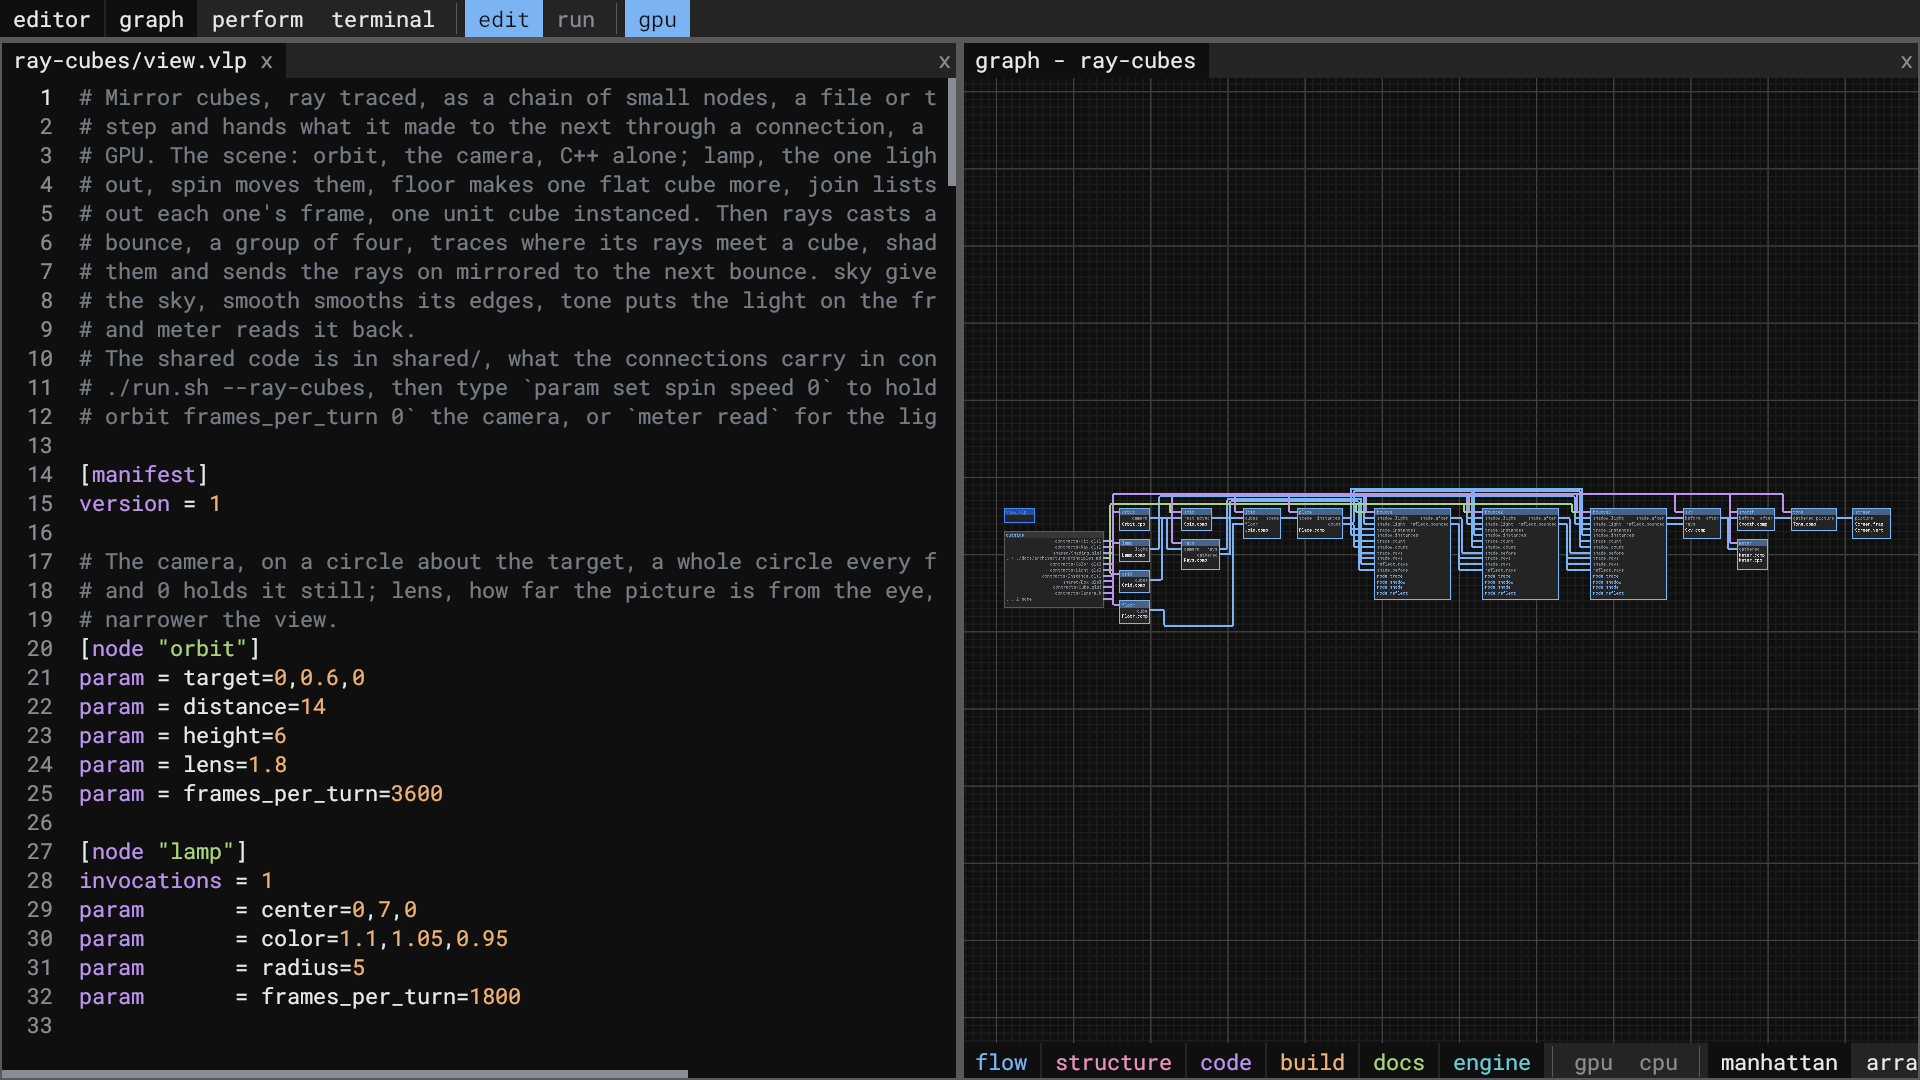 editor graph perform terminal edit run gpu
ray-cubes/view.vlp x x
graph - ray-cubes x
1 # Mirror cubes, ray traced, as a chain of small nodes, a file or t
2 # step and hands what it made to the next through a connection, a
3 # GPU. The scene: orbit, the camera, C++ alone; lamp, the one ligh
4 # out, spin moves them, floor makes one flat cube more, join lists
5 # out each one's frame, one unit cube instanced. Then rays casts a
6 # bounce, a group of four, traces where its rays meet a cube, shad
7 # them and sends the rays on mirrored to the next bounce. sky give
8 # the sky, smooth smooths its edges, tone puts the light on the fr
9 # and meter reads it back.
10 # The shared code is in shared/, what the connections carry in con
11 # ./run.sh --ray-cubes, then type `param set spin speed 0` to hold
12 # orbit frames_per_turn 0` the camera, or `meter read` for the lig
13
14 [manifest]
15 version = 1
16
17 # The camera, on a circle about the target, a whole circle every f
18 # and 0 holds it still; lens, how far the picture is from the eye,
19 # narrower the view.
20 [node "orbit"]
21 param = target=0,0.6,0
22 param = distance=14
23 param = height=6
24 param = lens=1.8
25 param = frames_per_turn=3600
26
27 [node "lamp"]
28 invocations = 1
29 param = center=0,7,0
30 param = color=1.1,1.05,0.95
31 param = radius=5
32 param = frames_per_turn=1800
33
flow structure code build docs engine gpu cpu manhattan arra